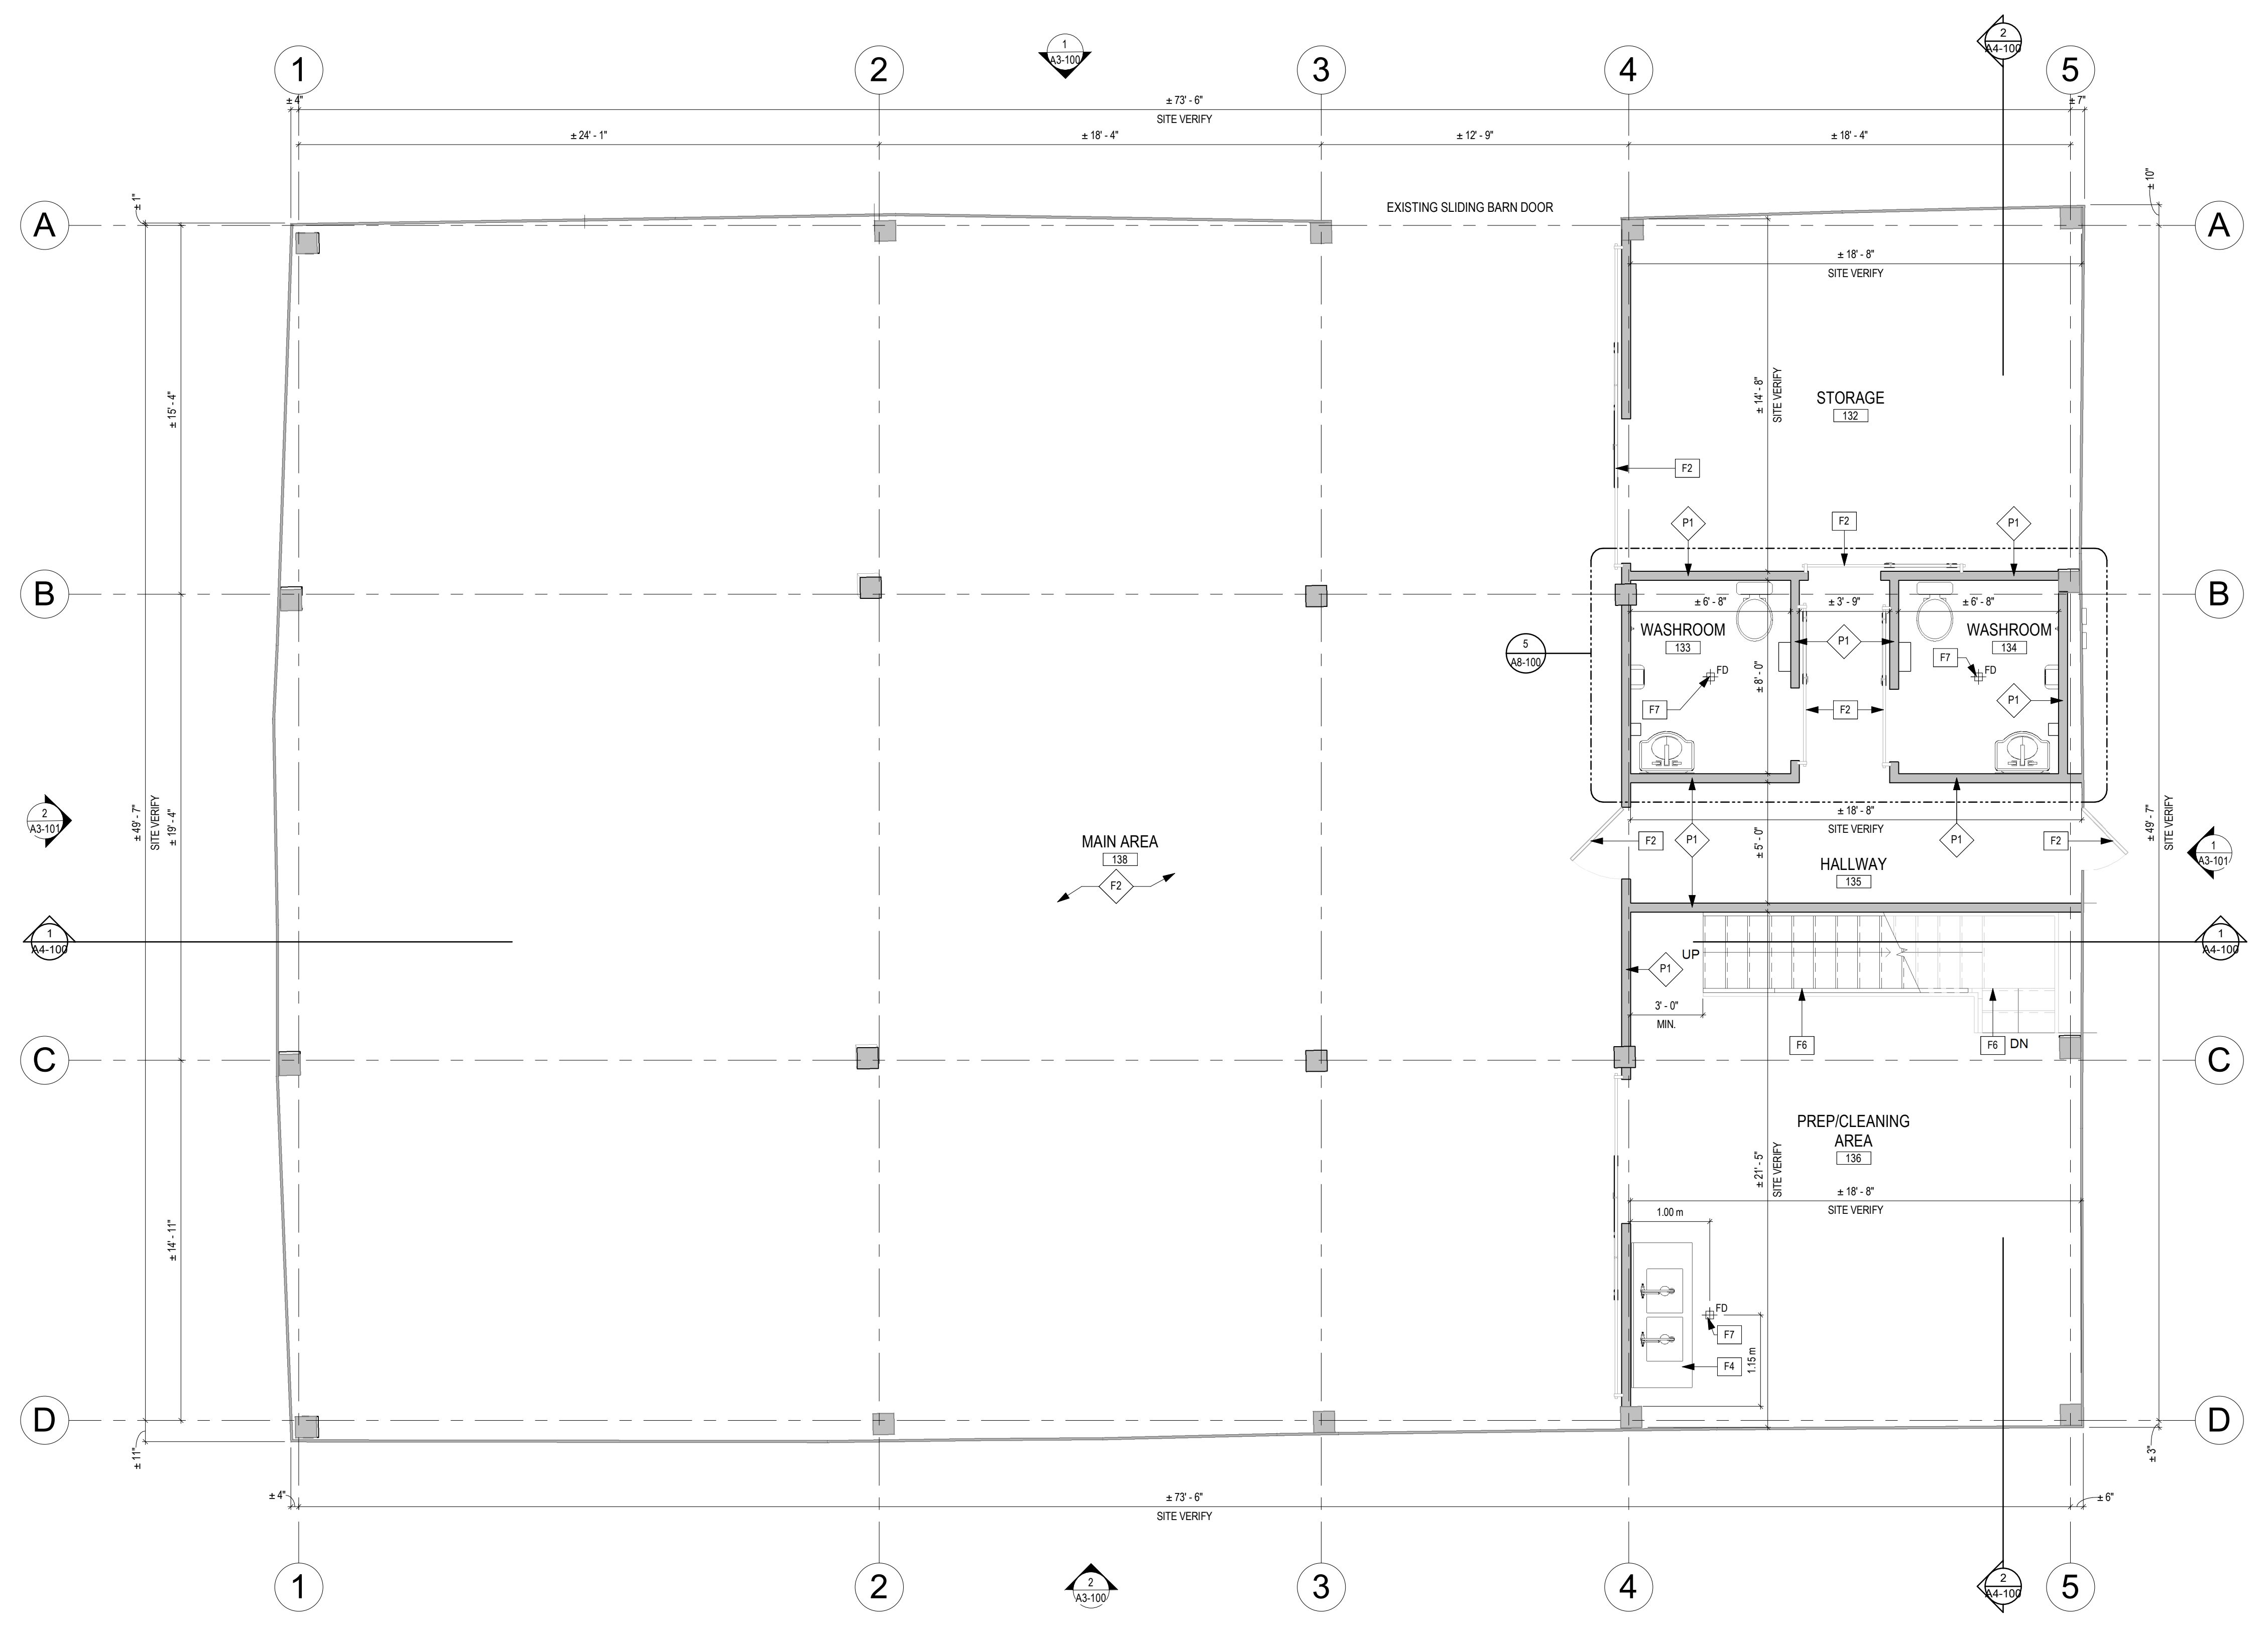 1
2
3
4
5
1
A3-100
2
A4-100
± 4"
± 73' - 6"
SITE VERIFY
± 7"
± 24' - 1"
± 18' - 4"
± 12' - 9"
± 18' - 4"
± 1"
± 10"
A
EXISTING SLIDING BARN DOOR
A
± 18' - 8"
SITE VERIFY
± 15' - 4"
± 14' - 8"
SITE VERIFY
STORAGE
132
F2
P1
F2
P1
B
B
± 6' - 8"
± 3' - 9"
± 6' - 8"
WASHROOM
133
WASHROOM
134
5
A8-100
P1
F7
FD
FD
± 8' - 0"
F7
F2
P1
± 49' - 7"
SITE VERIFY
± 19' - 4"
2
A3-101
± 18' - 8"
SITE VERIFY
± 49' - 7"
SITE VERIFY
MAIN AREA
138
F2
F2
P1
± 5' - 0"
P1
F2
HALLWAY
135
1
A3-101
1
A4-100
1
A4-100
UP
P1
3' - 0"
MIN.
F6
F6
DN
C
C
PREP/CLEANING
AREA
136
± 21' - 5"
SITE VERIFY
± 18' - 8"
SITE VERIFY
± 14' - 11"
1.00 m
FD
F7
F4
1.15 m
D
D
± 11"
± 3"
± 4"
± 73' - 6"
SITE VERIFY
± 6"
1
2
3
4
5
2
A3-100
2
A4-100